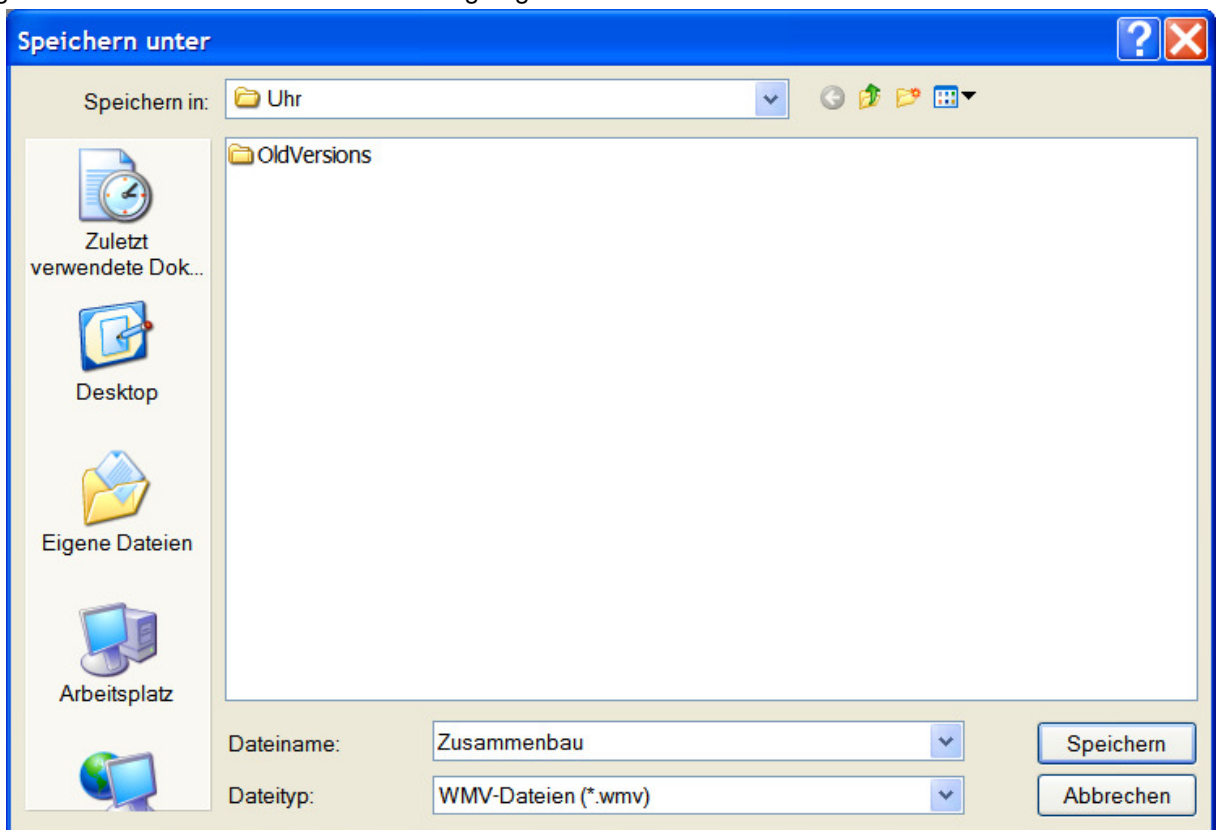 Speichern unter
Speichern in:
Uhr
OldVersions
Zuletzt
verwendete Dok...
Desktop
Eigene Dateien
Arbeitsplatz
Dateiname:
Zusammenbau
Speichern
Dateityp:
WMV-Dateien (*.wmv)
Abbrechen